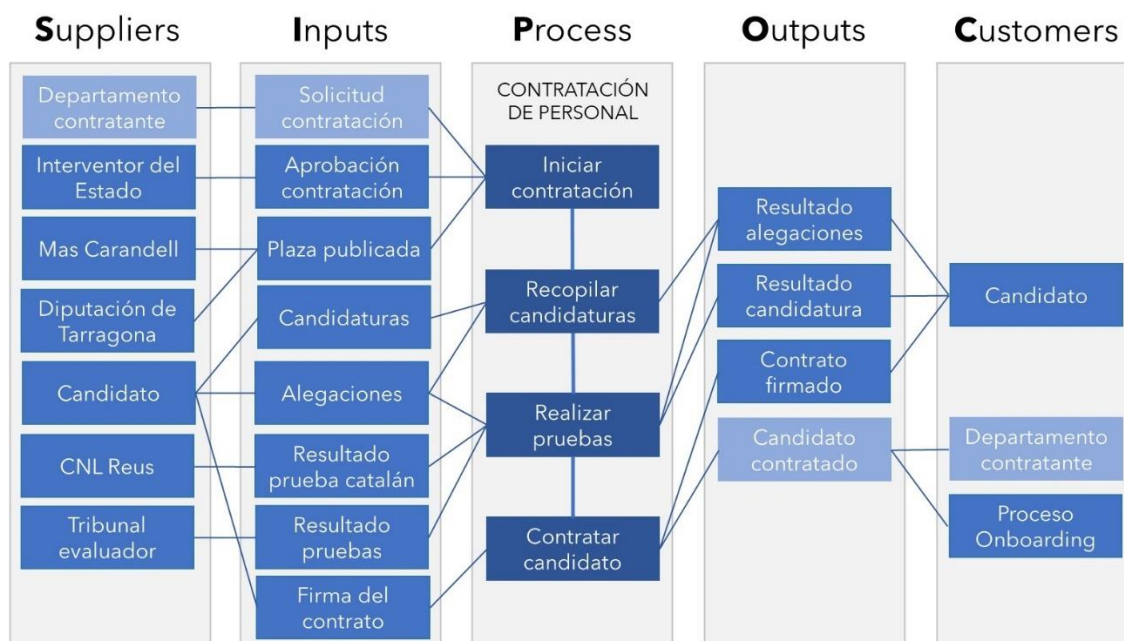 Suppliers
Inputs
Process
Outputs
Customers
Departamento
contratante
Interventor del
Estado
Mas Carandell
Diputación de
Tarragona
Candidato
CNL Reus
Tribunal
evaluador
Solicitud
contratación
Aprobación
contratación
Plaza publicada
Candidaturas
Alegaciones
Resultado
prueba catalán
Resultado
pruebas
Firma del
contrato
CONTRATACIÓN
DE PERSONAL
Iniciar
contratación
Recopilar
candidaturas
Realizar
pruebas
Contratar
candidato
Resultado
alegaciones
Resultado
candidatura
Contrato
firmado
Candidato
contratado
Candidato
Departamento
contratante
Proceso
Onboarding